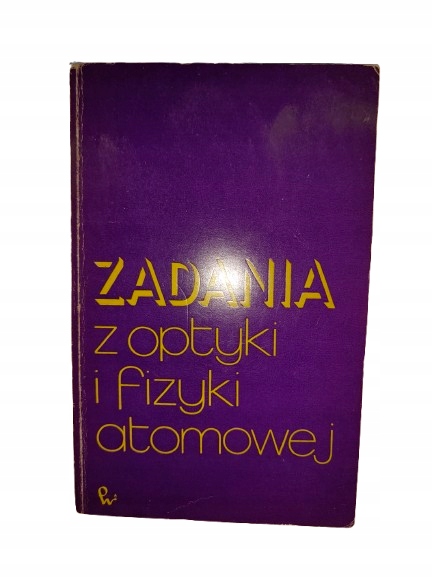 ZADANIA
z optyki
i fizyki
atomowej